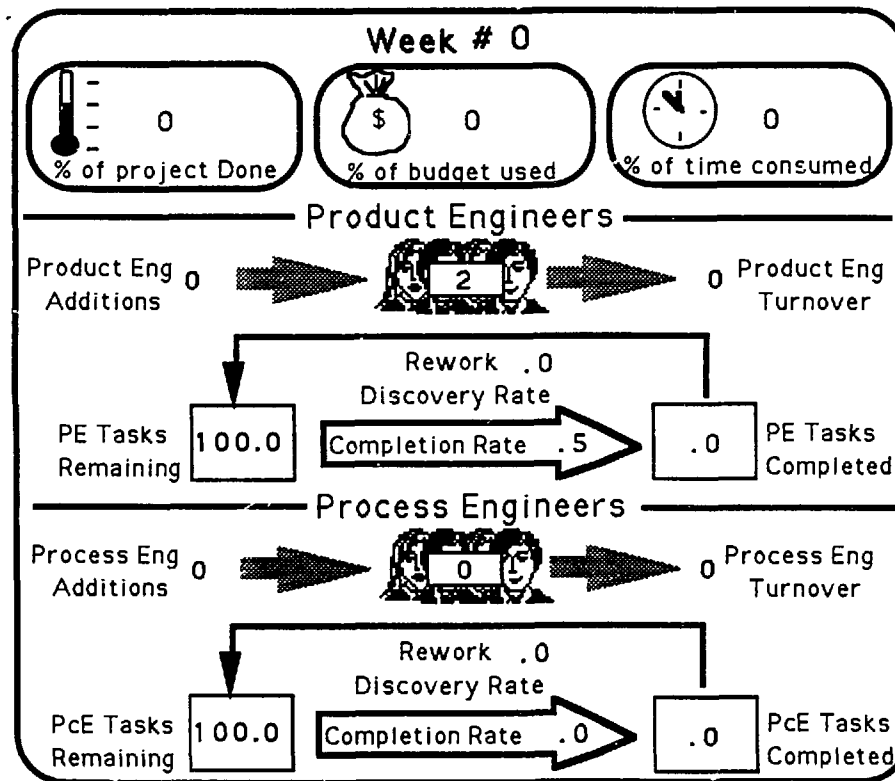 Week # 0
0
% of project Done
$
0
% of budget used
0
% of time consumed
Product Engineers
Product Eng
Additions
0
2
0
Product Eng
Turnover
Rework .0
Discovery Rate
PE Tasks
Remaining
100.0
Completion Rate .5
.0
PE Tasks
Completed
Process Engineers
Process Eng
Additions
0
0
0
Process Eng
Turnover
Rework .0
Discovery Rate
PcE Tasks
Remaining
100.0
Completion Rate .0
.0
PcE Tasks
Completed